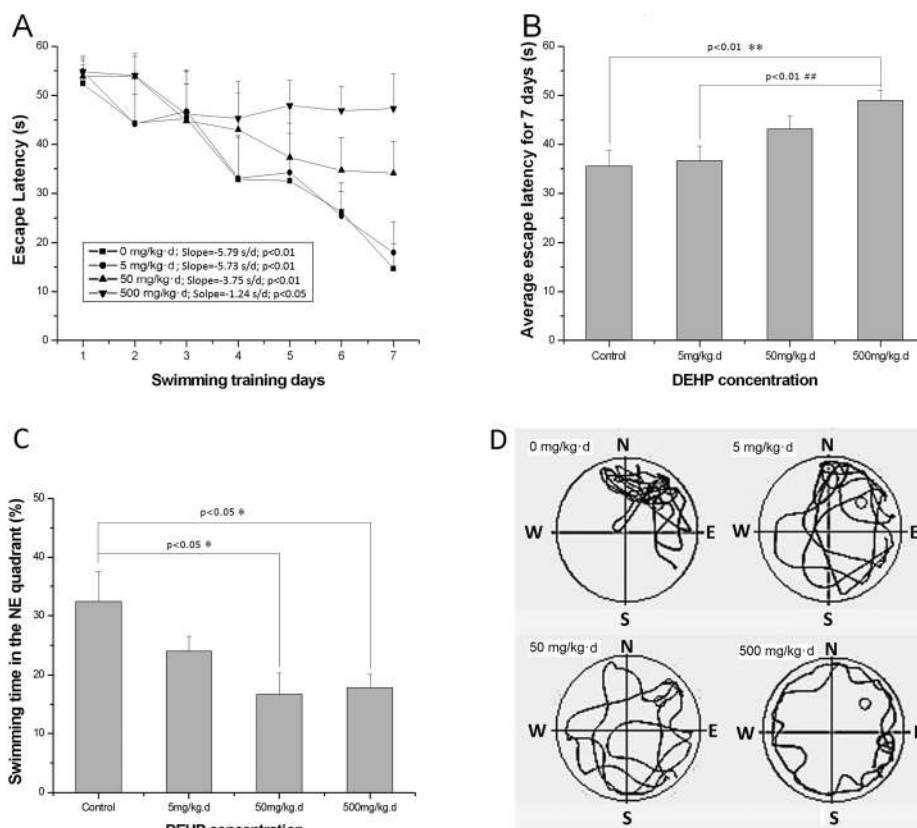 A
Escape Latency (s)
60
50
40
30
20
10
0
0 mg/kg·d; Slope=-5.79 s/d; p<0.01
5 mg/kg·d; Slope=-5.73 s/d; p<0.01
50 mg/kg·d; Slope=-3.75 s/d; p<0.01
500 mg/kg·d; Solpe=-1.24 s/d; p<0.05
1 2 3 4 5 6 7
Swimming training days
B
Average escape latency for 7 days (s)
60
50
40
30
20
10
0
p<0.01 **
p<0.01 ##
Control 5mg/kg.d 50mg/kg.d 500mg/kg.d
DEHP concentration
C
Swimming time in the NE quadrant (%)
50
40
30
20
10
0
p<0.05 *
p<0.05 *
Control 5mg/kg.d 50mg/kg.d 500mg/kg.d
DEHP concentration
D
0 mg/kg·d
N
W E
S
5 mg/kg·d
N
W E
S
50 mg/kg·d
N
W E
S
500 mg/kg·d
N
W E
S